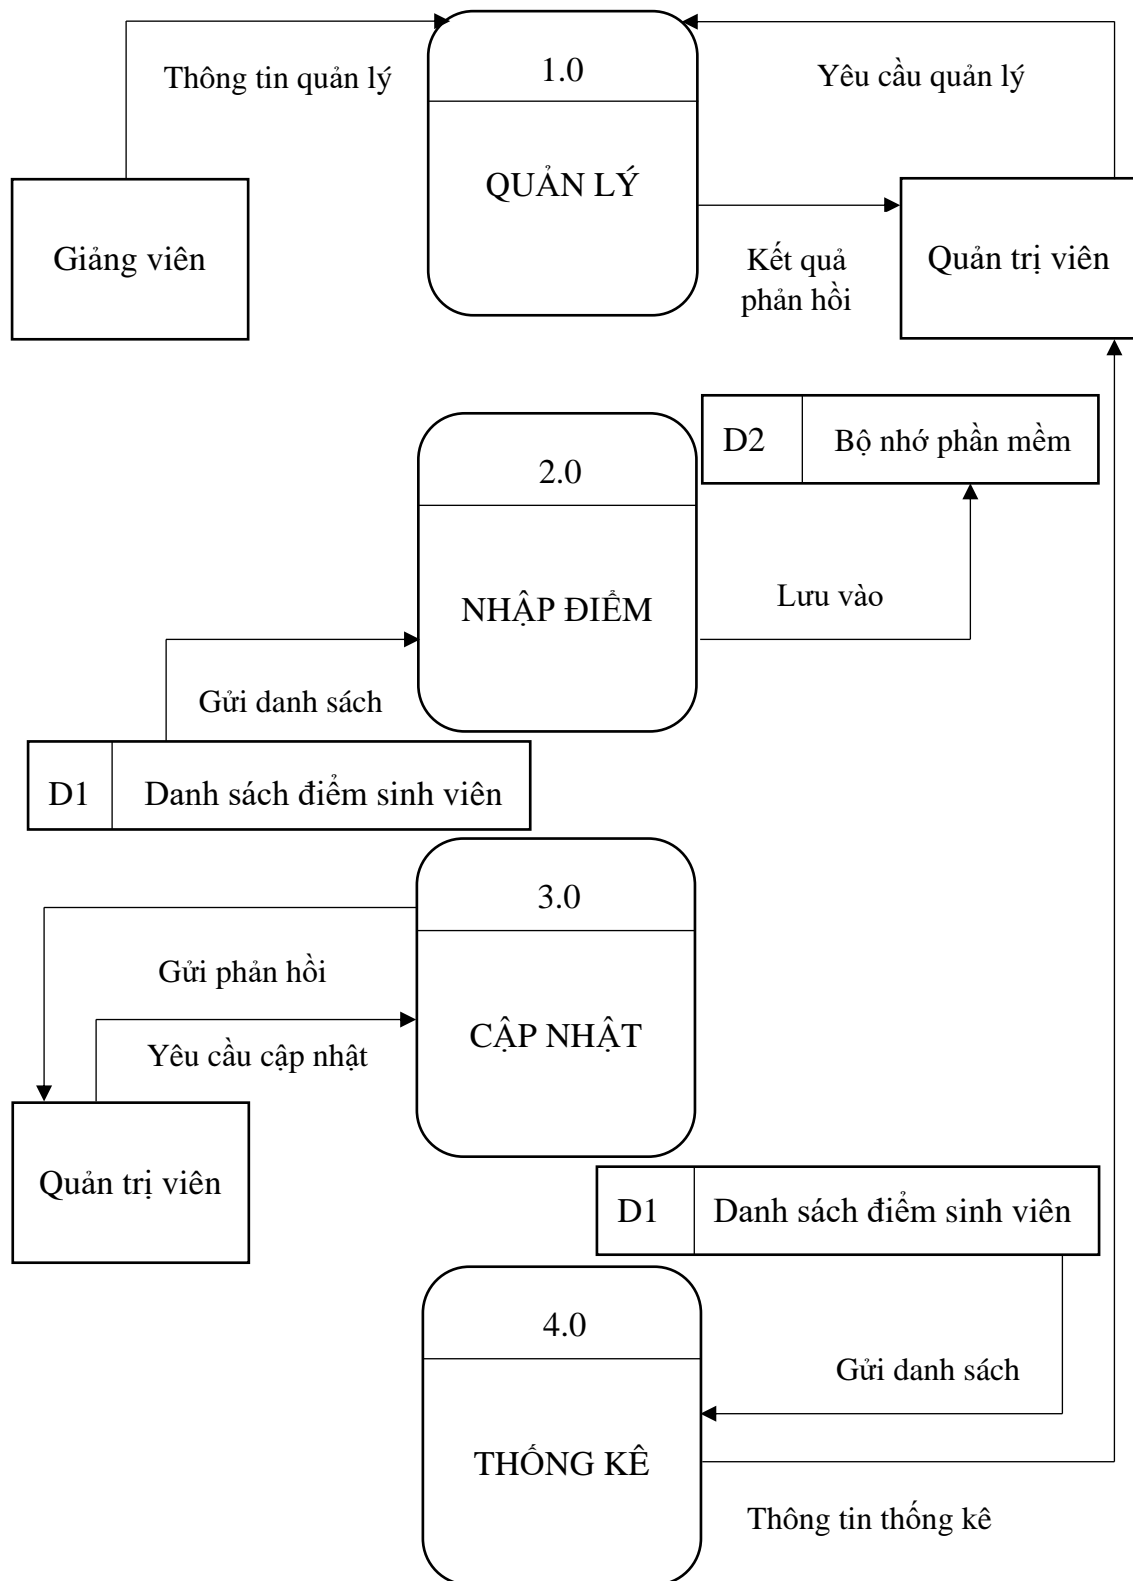 1.0
Thông tin quản lý
Yêu cầu quản lý
QUẢN LÝ
Giảng viên
Kết quả
phản hồi
Quản trị viên
D2
Bộ nhớ phần mềm
2.0
NHẬP ĐIỂM
Lưu vào
Gửi danh sách
D1
Danh sách điểm sinh viên
3.0
Gửi phản hồi
CẬP NHẬT
Yêu cầu cập nhật
Quản trị viên
D1
Danh sách điểm sinh viên
4.0
Gửi danh sách
THỐNG KÊ
Thông tin thống kê